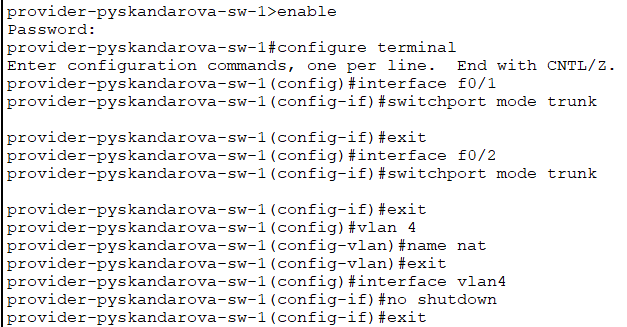 provider-pyskandarova-sw-1>enable
Password:
provider-pyskandarova-sw-1#configure terminal
Enter configuration commands, one per line.  End with CNTL/Z.
provider-pyskandarova-sw-1(config)#interface f0/1
provider-pyskandarova-sw-1(config-if)#switchport mode trunk

provider-pyskandarova-sw-1(config-if)#exit
provider-pyskandarova-sw-1(config)#interface f0/2
provider-pyskandarova-sw-1(config-if)#switchport mode trunk

provider-pyskandarova-sw-1(config-if)#exit
provider-pyskandarova-sw-1(config)#vlan 4
provider-pyskandarova-sw-1(config-vlan)#name nat
provider-pyskandarova-sw-1(config-vlan)#exit
provider-pyskandarova-sw-1(config)#interface vlan4
provider-pyskandarova-sw-1(config-if)#no shutdown
provider-pyskandarova-sw-1(config-if)#exit